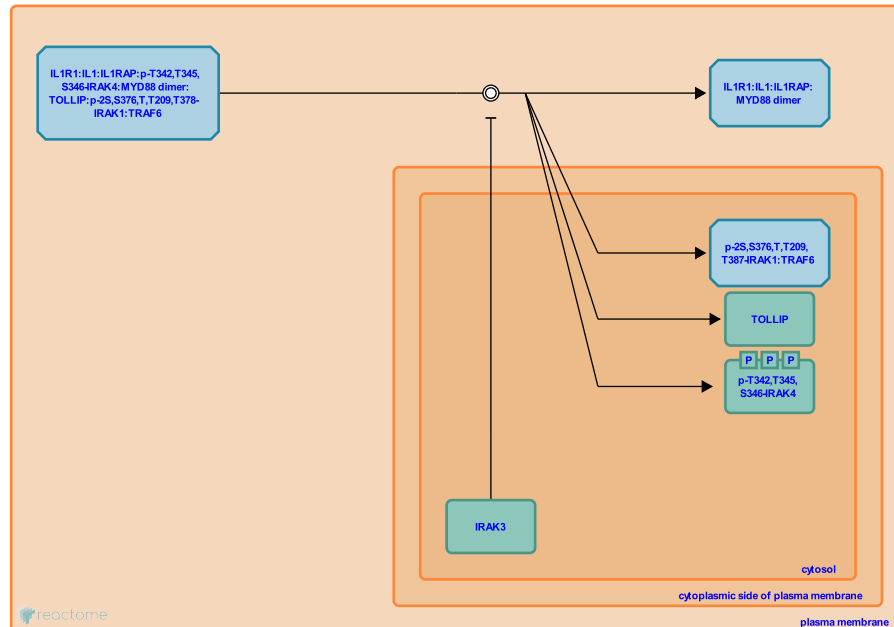 IL1R1:IL1:IL1RAP:p-T342,T345,
S346-IRAK4:MYD88 dimer:
TOLLIP:p-2S,S376,T,T209,T378-
IRAK1:TRAF6
IL1R1:IL1:IL1RAP:
MYD88 dimer
p-2S,S376,T,T209,
T387-IRAK1:TRAF6
TOLLIP
P P P
p-T342,T345,
S346-IRAK4
IRAK3
cytosol
cytoplasmic side of plasma membrane
reactome
plasma membrane